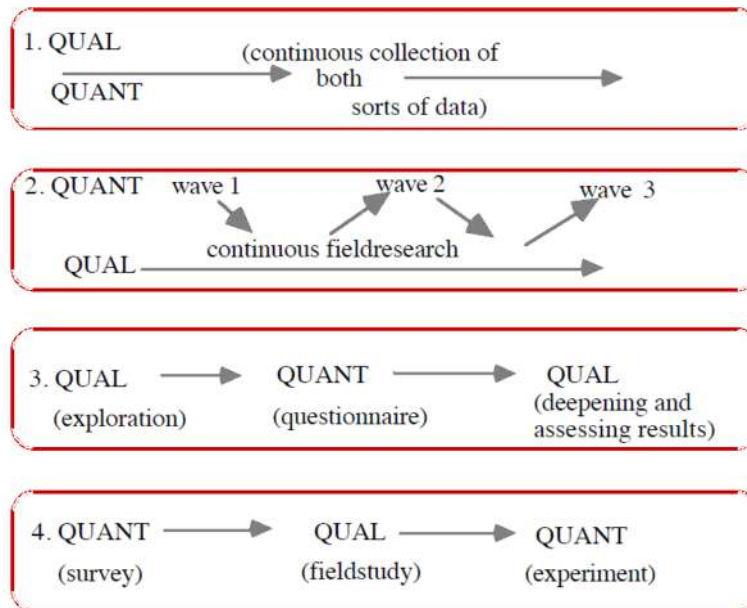 1. QUAL
(continuous collection of
both
QUANT
sorts of data)
2. QUANT wave 1 wave 2 wave 3
continuous fieldresearch
QUAL
3. QUAL QUANT QUAL
(exploration) (questionnaire) (deepening and
assessing results)
4. QUANT QUAL QUANT
(survey) (fieldstudy) (experiment)